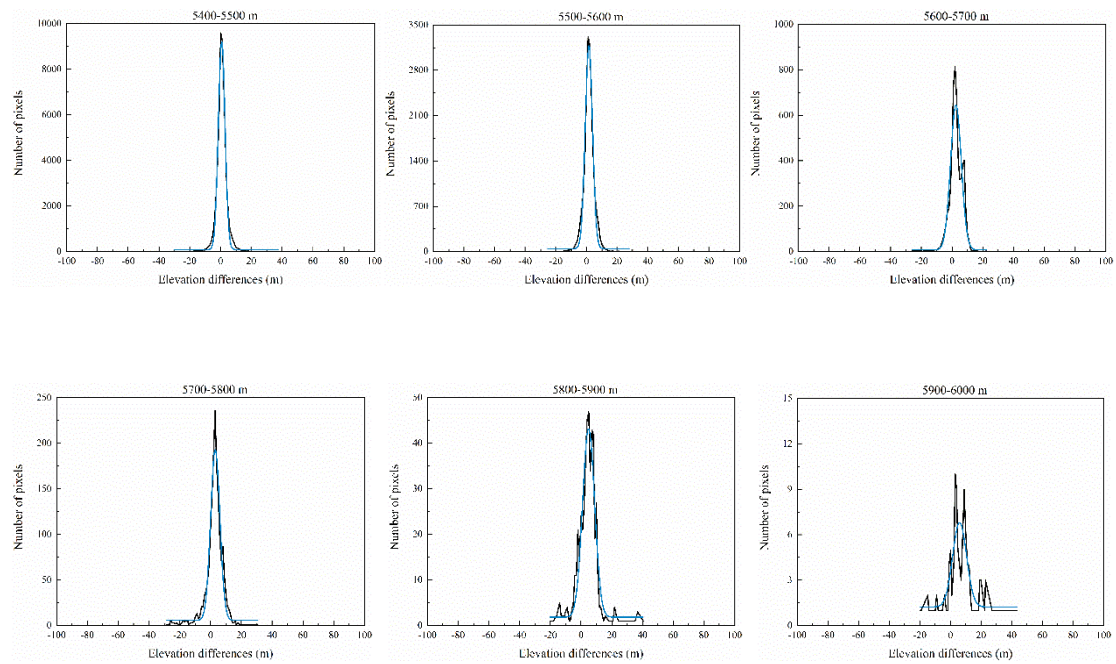 5400-5500 m
5500-5600 m
5600-5700 m
10000
8000
6000
4000
2000
0
Number of pixels
-100 -80 -60 -40 -20 0 20 40 60 80 100
Elevation differences (m)
3500
2800
2100
1400
700
0
Number of pixels
-100 -80 -60 -40 -20 0 20 40 60 80 100
Elevation differences (m)
1000
800
600
400
200
0
Number of pixels
-100 -80 -60 -40 -20 0 20 40 60 80 100
Elevation differences (m)
5700-5800 m
5800-5900 m
5900-6000 m
250
200
150
100
50
0
Number of pixels
-100 -80 -60 -40 -20 0 20 40 60 80 100
Elevation differences (m)
50
40
30
20
10
0
Number of pixels
-100 -80 -60 -40 -20 0 20 40 60 80 100
Elevation differences (m)
15
12
9
6
3
0
Number of pixels
-100 -80 -60 -40 -20 0 20 40 60 80 100
Elevation differences (m)